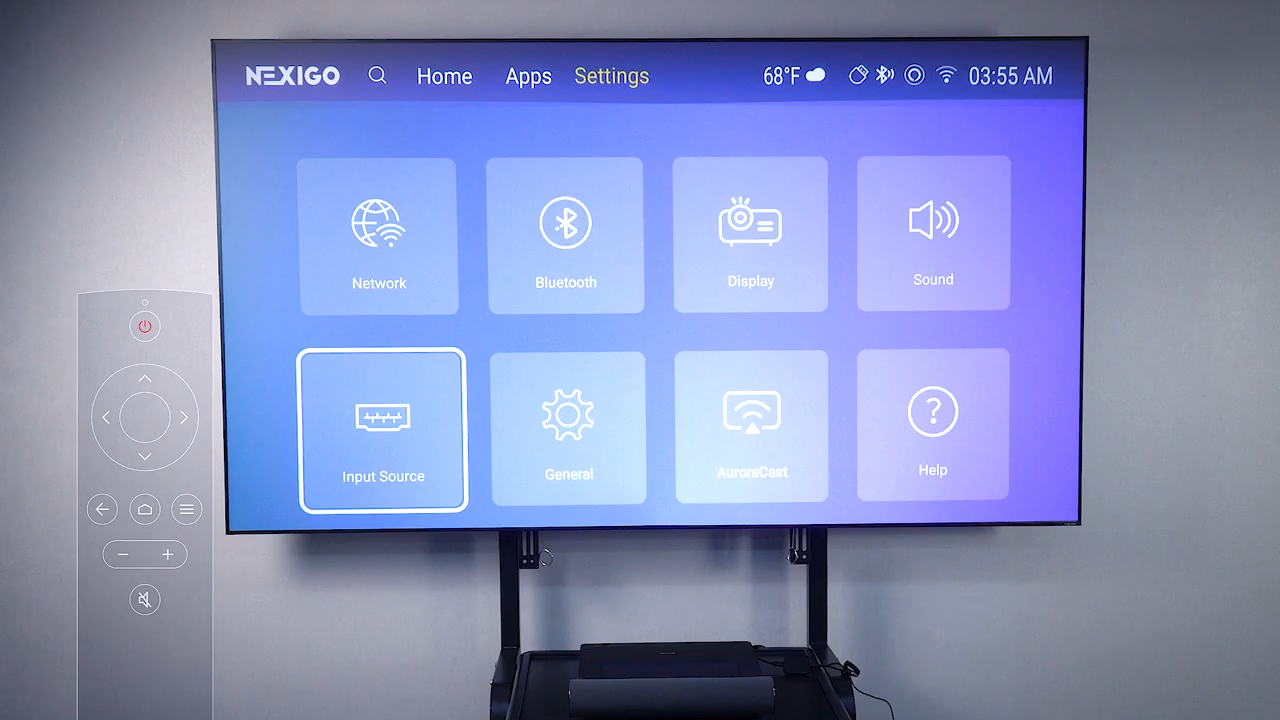 NEXIGO Home Apps Settings 68°F 03:55 AM
Network Bluetooth Display Sound
Input Source General AuroraCast Help